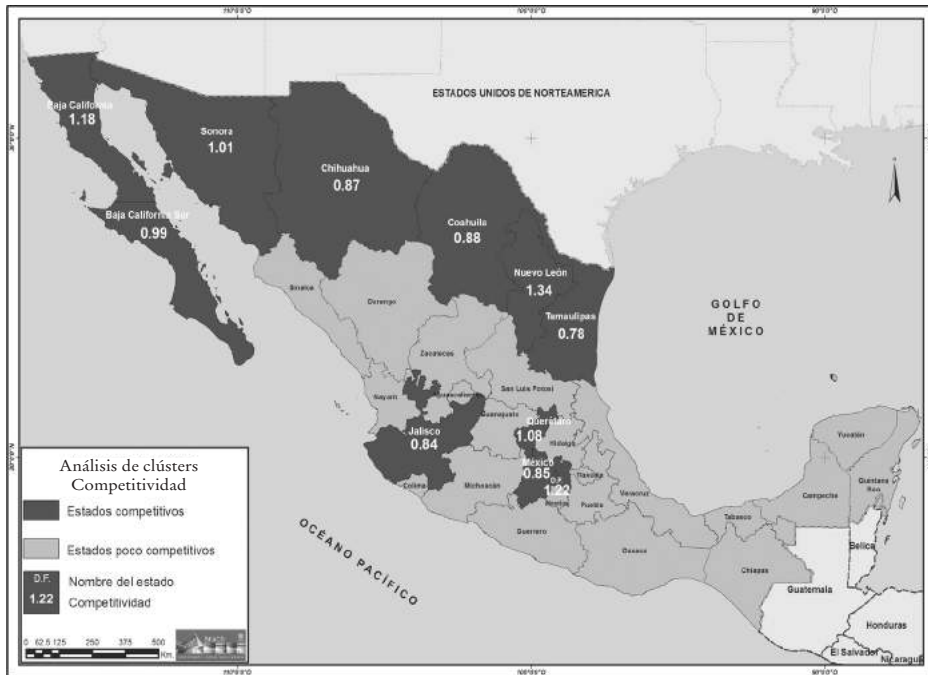 ESTADOS UNIDOS DE NORTEAMERICA
Baja California
1.18
Sonora
1.01
Chihuahua
0.87
Coahuila
0.88
Baja California Sur
0.99
Nuevo León
1.34
Tamaulipas
0.78
Sinaloa
Durango
Zacatecas
San Luis Potosí
Nayarit
Aguascalientes
Guanajuato
Querétaro
1.08
Hidalgo
Jalisco
0.84
México
0.85
D.F.
1.22
Tlaxcala
Morelos
Puebla
Veracruz
Colima
Michoacán
Guerrero
Oaxaca
Tabasco
Chiapas
Campeche
Yucatán
Quintana
Roo
GOLFO
DE
MÉXICO
OCÉANO PACÍFICO
Belice
Guatemala
Honduras
El Salvador
Nicaragua
Análisis de clústers
Competitividad
Estados competitivos
Estados poco competitivos
D.F. Nombre del estado
1.22 Competitividad
0 62.5 125 250 375 500
Km.